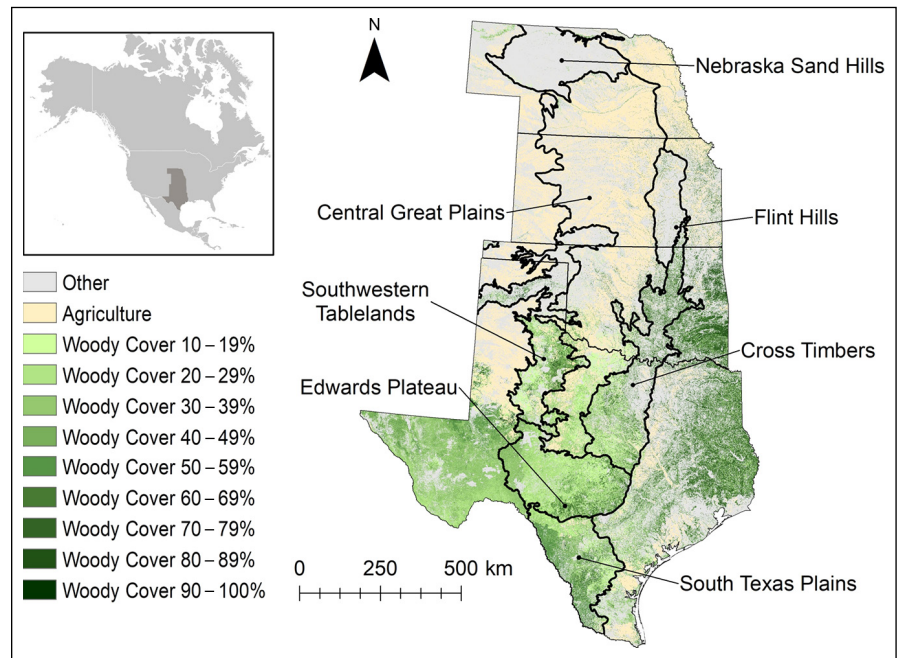 N
Nebraska Sand Hills
Central Great Plains
Flint Hills
Other
Agriculture
Woody Cover 10 – 19%
Woody Cover 20 – 29%
Woody Cover 30 – 39%
Woody Cover 40 – 49%
Woody Cover 50 – 59%
Woody Cover 60 – 69%
Woody Cover 70 – 79%
Woody Cover 80 – 89%
Woody Cover 90 – 100%
Southwestern
Tablelands
Cross Timbers
Edwards Plateau
0 250 500 km
South Texas Plains